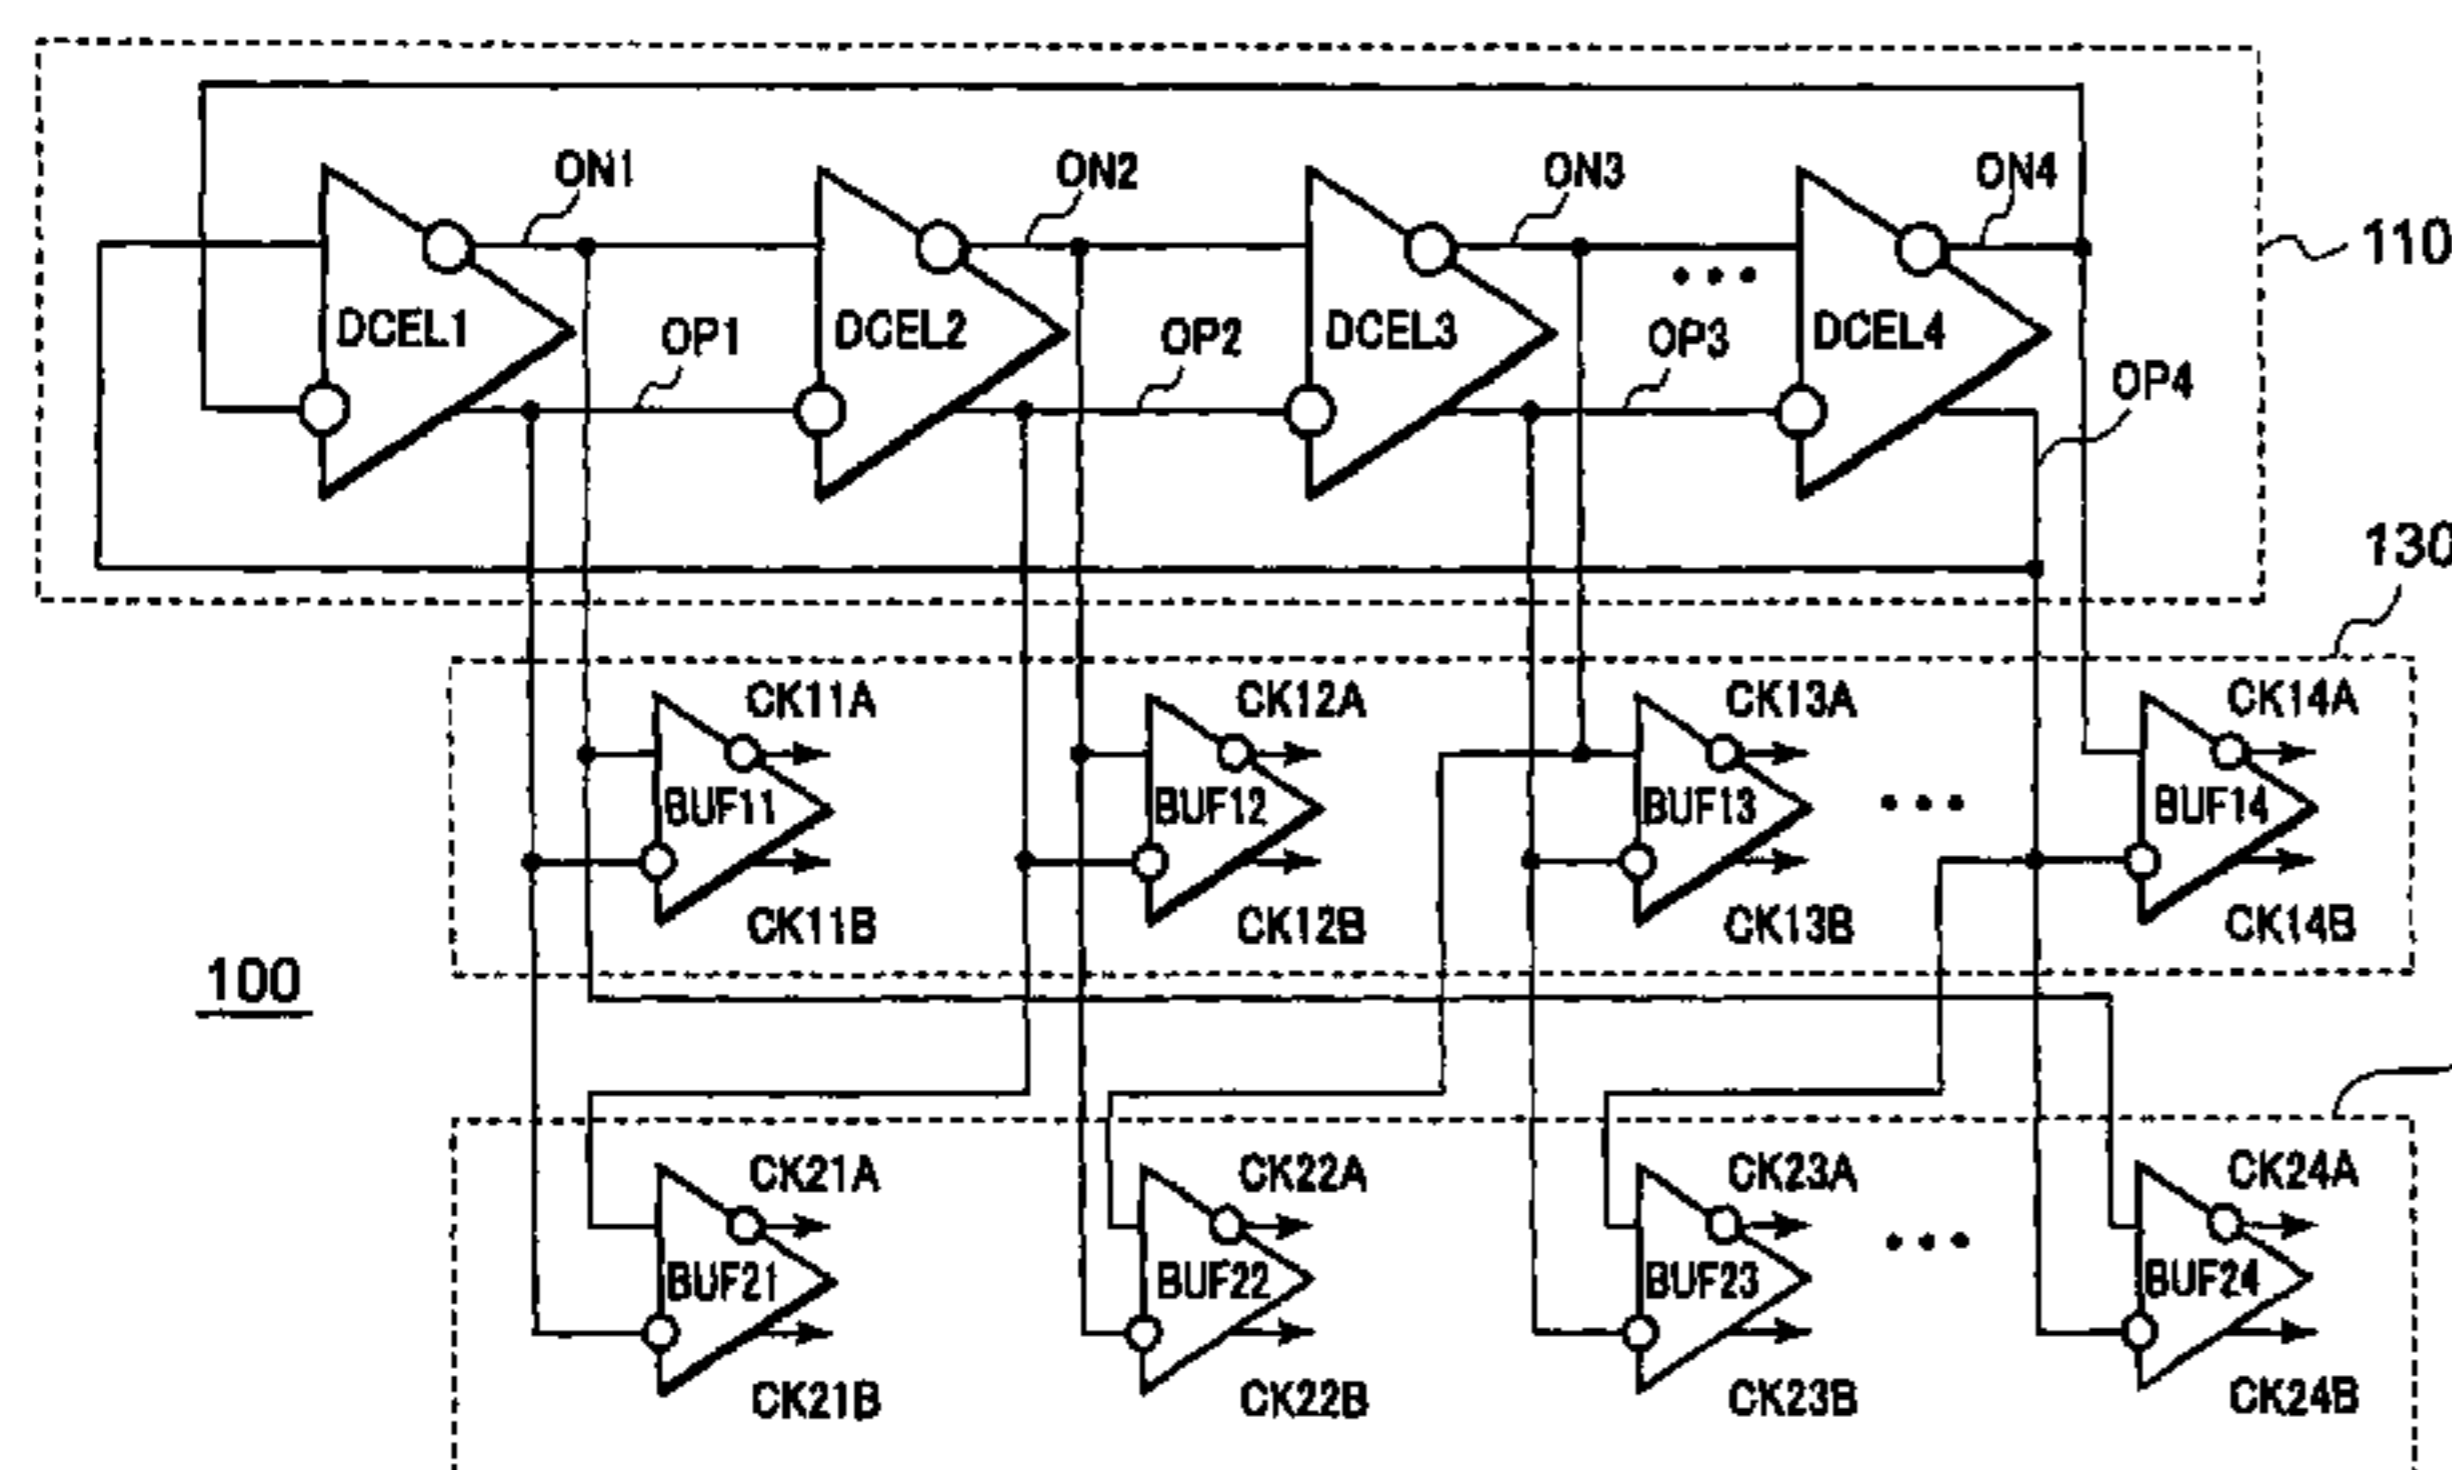 ON1 ON2 ON3 ON4
110
DCEL1 OP1 DCEL2 OP2 DCEL3 OP3 DCEL4 OP4
130
CK11A CK12A CK13A CK14A
BUF11 BUF12 BUF13 BUF14
CK11B CK12B CK13B CK14B
100
CK21A CK22A CK23A CK24A
BUF21 BUF22 BUF23 BUF24
CK21B CK22B CK23B CK24B